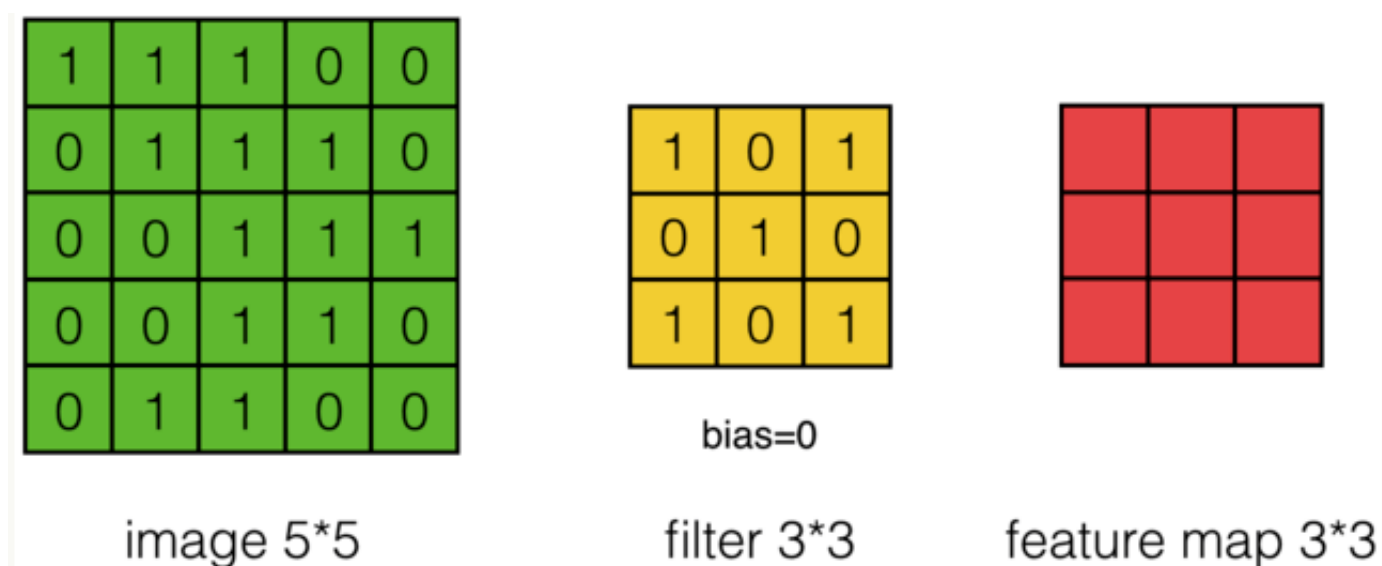 1 1 1 0 0
0 1 1 1 0
0 0 1 1 1
0 0 1 1 0
0 1 1 0 0
image 5*5
1 0 1
0 1 0
1 0 1
bias=0
filter 3*3
feature map 3*3